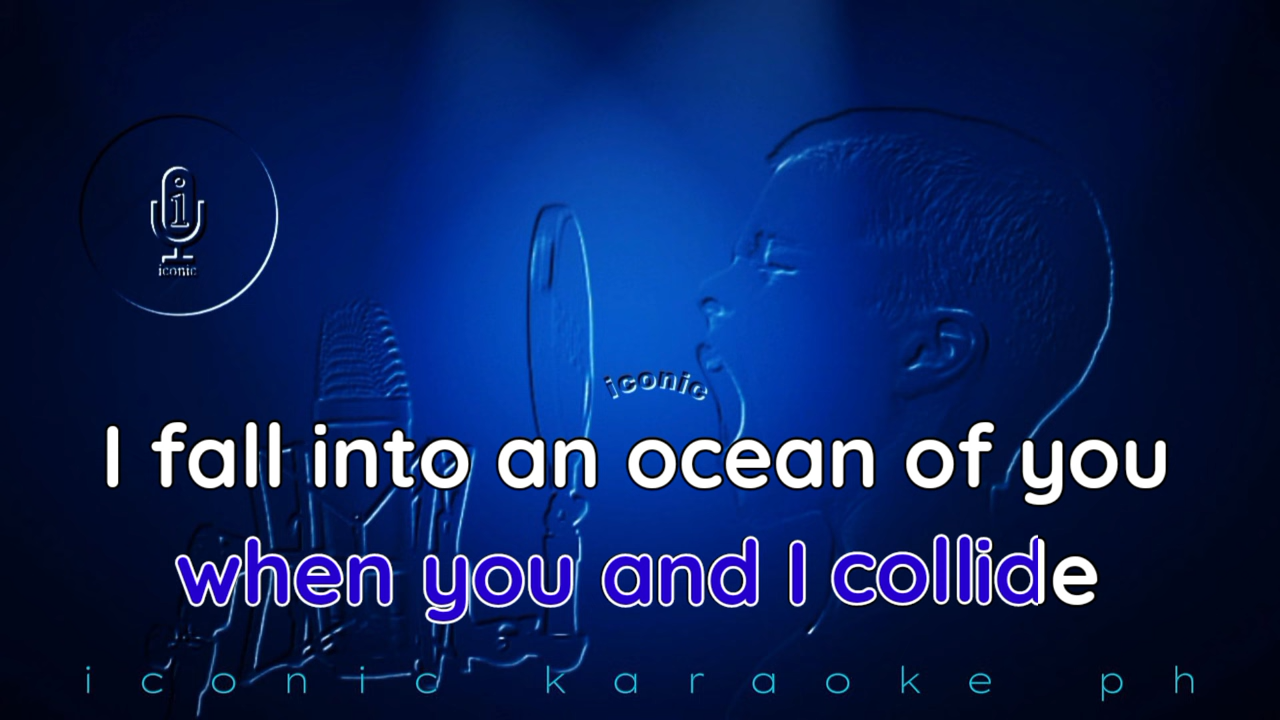 i
iconic
iconic
I fall into an ocean of you
when you and I collide
iconic karaoke ph